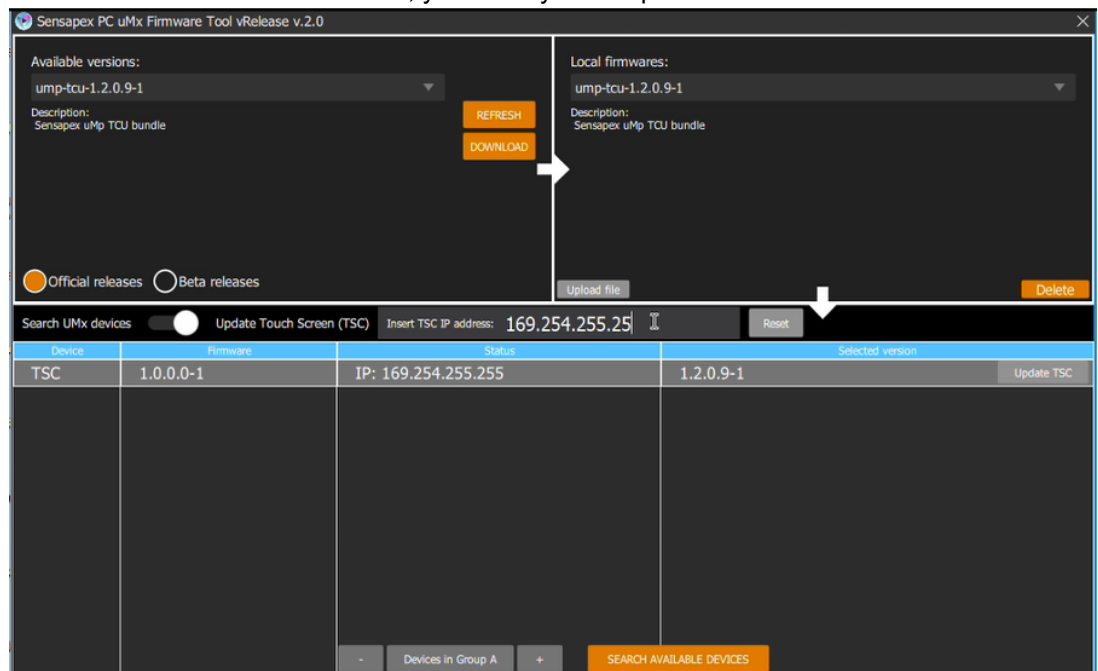 Sensapex PC uMx Firmware Tool vRelease v.2.0
Available versions:
ump-tcu-1.2.0.9-1
Description:
Sensapex uMp TCU bundle
REFRESH
DOWNLOAD
Official releases
Beta releases
Local firmwares:
ump-tcu-1.2.0.9-1
Description:
Sensapex uMp TCU bundle
Upload file
Delete
Search UMx devices
Update Touch Screen (TSC)
Insert TSC IP address: 169.254.255.25
Reset
Device Firmware Status Selected version
TSC 1.0.0.0-1 IP: 169.254.255.255 1.2.0.9-1 Update TSC
- Devices in Group A +
SEARCH AVAILABLE DEVICES